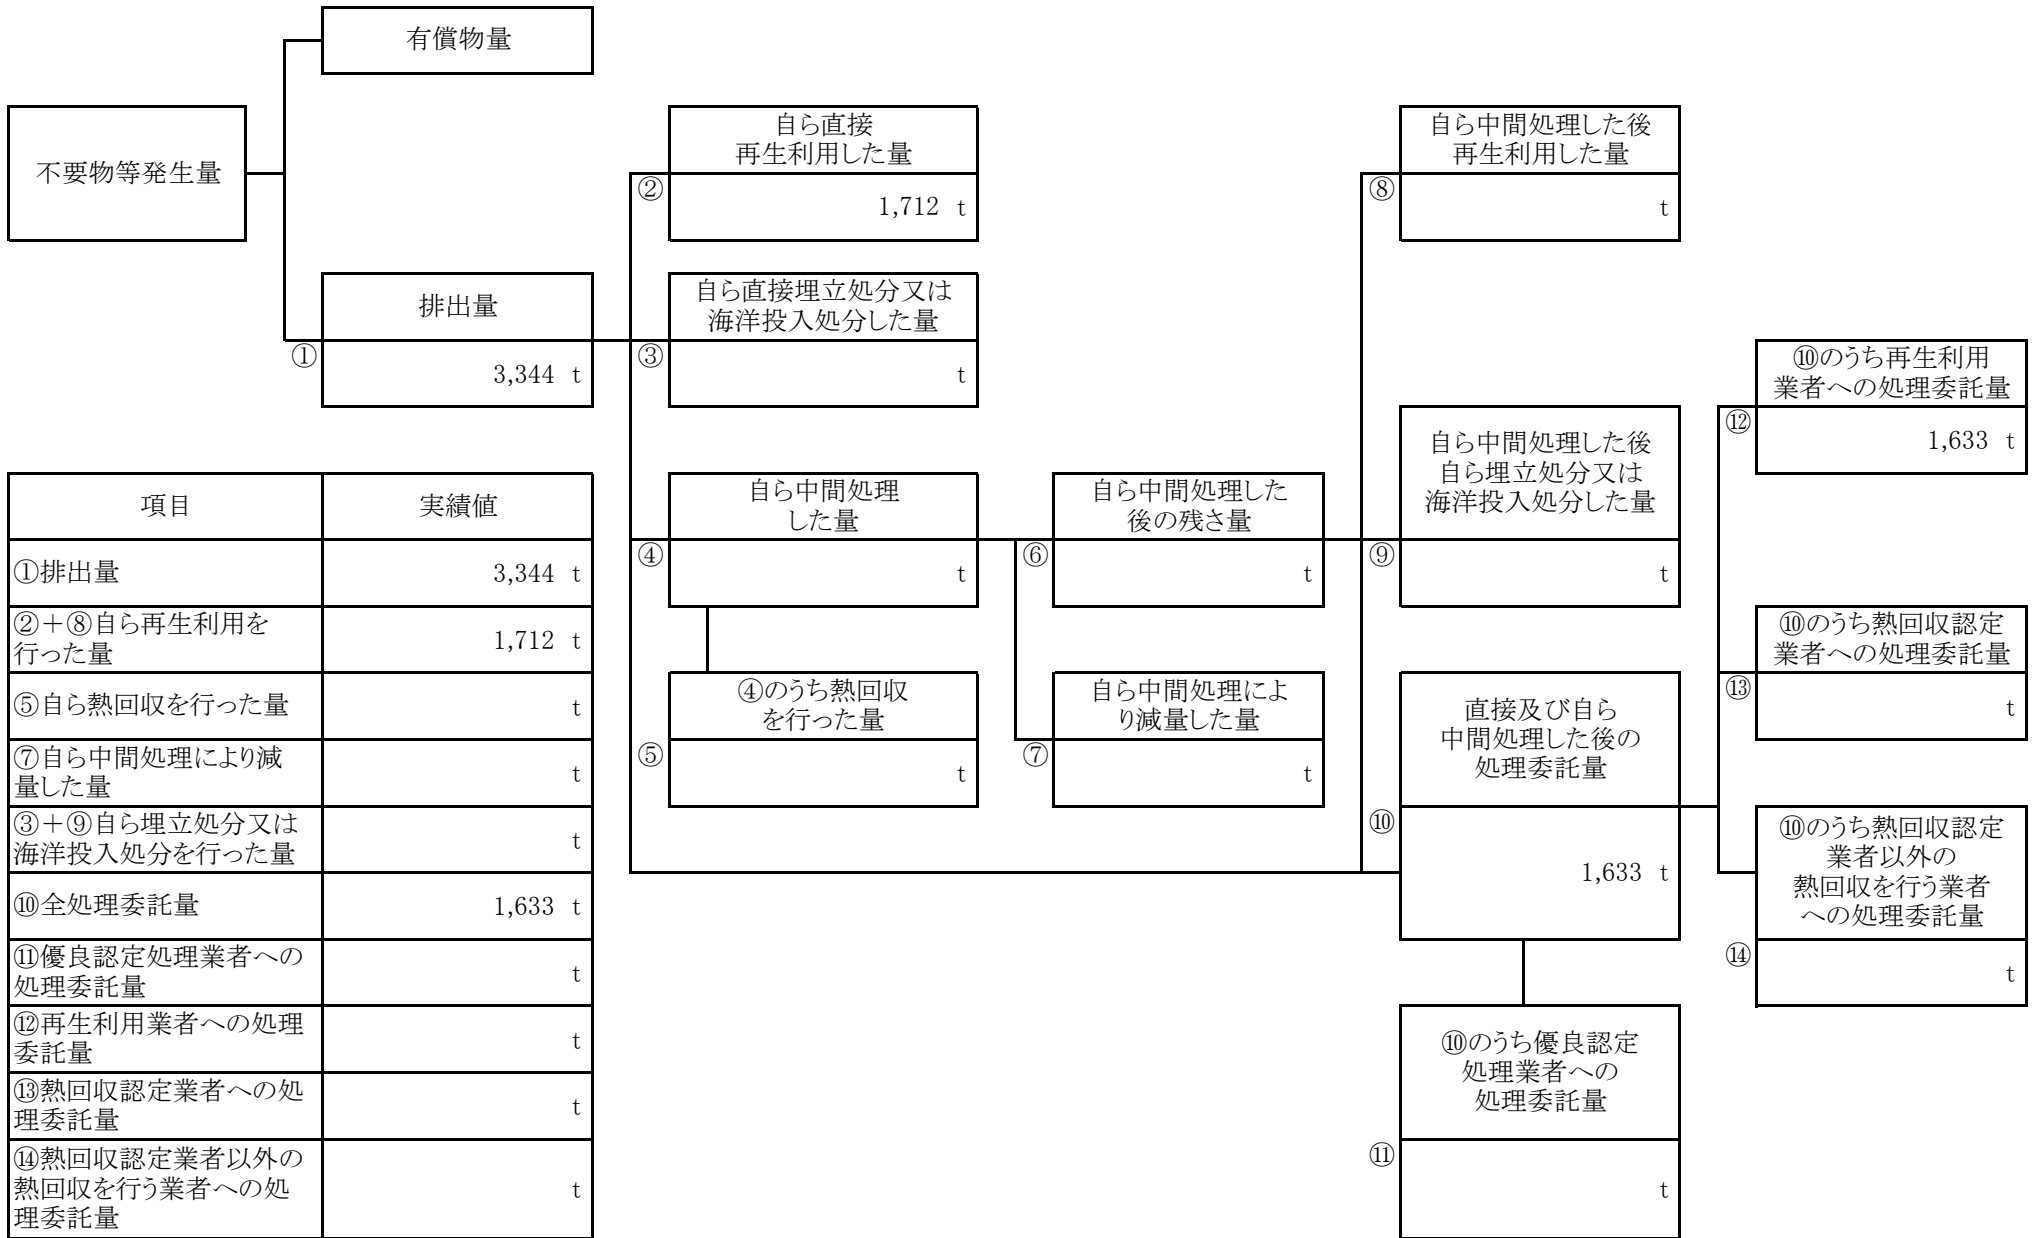 有償物量
不要物等発生量
排出量
①
3,344 t
自ら直接
再生利用した量
②
1,712 t
自ら直接埋立処分又は
海洋投入処分した量
③
t
自ら中間処理
した量
④
t
④のうち熱回収
を行った量
⑤
t
自ら中間処理した
後の残さ量
⑥
t
自ら中間処理によ
り減量した量
⑦
t
自ら中間処理した後
再生利用した量
⑧
t
自ら中間処理した後
自ら埋立処分又は
海洋投入処分した量
⑨
t
直接及び自ら
中間処理した後の
処理委託量
⑩
1,633 t
⑩のうち優良認定
処理業者への
処理委託量
⑪
t
⑩のうち再生利用
業者への処理委託量
⑫
1,633 t
⑩のうち熱回収認定
業者への処理委託量
⑬
t
⑩のうち熱回収認定
業者以外の
熱回収を行う業者
への処理委託量
⑭
t
項目 実績値
①排出量 3,344 t
②＋⑧自ら再生利用を
行った量 1,712 t
⑤自ら熱回収を行った量 t
⑦自ら中間処理により減
量した量 t
③＋⑨自ら埋立処分又は
海洋投入処分を行った量 t
⑩全処理委託量 1,633 t
⑪優良認定処理業者への
処理委託量 t
⑫再生利用業者への処理
委託量 t
⑬熱回収認定業者への処
理委託量 t
⑭熱回収認定業者以外の
熱回収を行う業者への処
理委託量 t